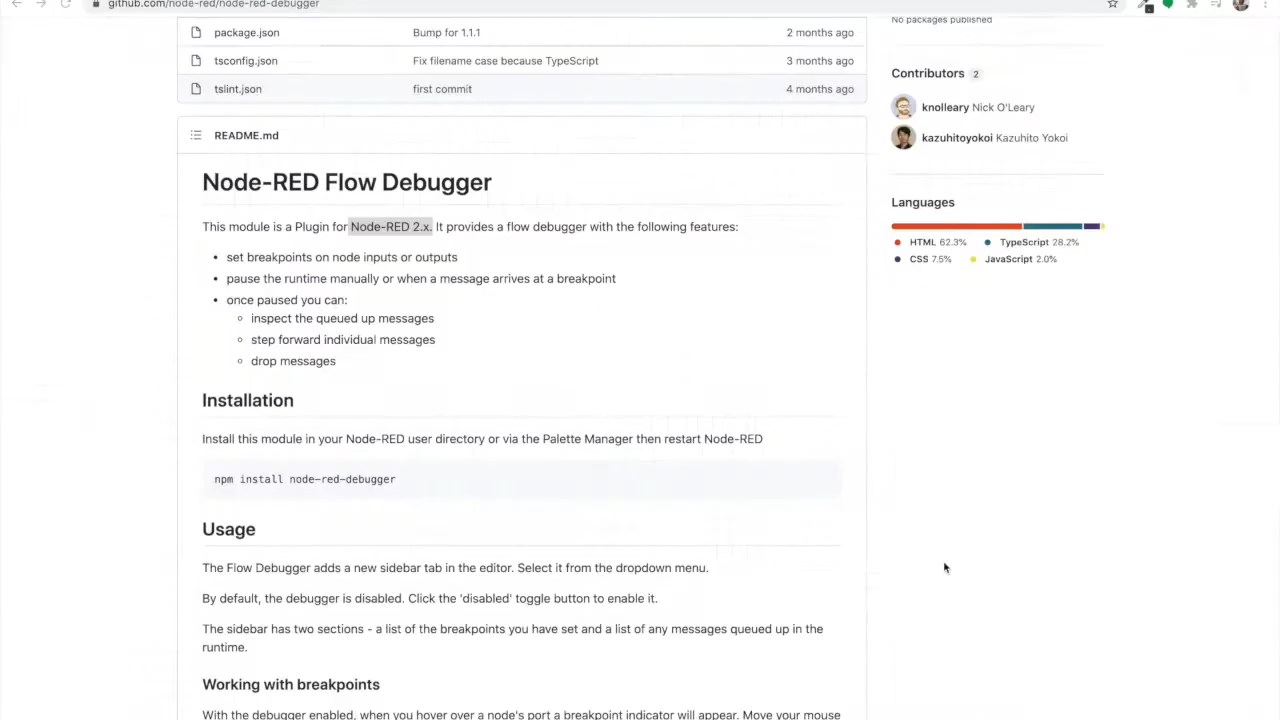 github.com/node-red/node-red-debugger
No packages published
package.json Bump for 1.1.1 2 months ago
tsconfig.json Fix filename case because TypeScript 3 months ago
tslint.json first commit 4 months ago
Contributors 2
knolleary Nick O'Leary
kazuhitoyokoi Kazuhito Yokoi
Languages
HTML 62.3% TypeScript 28.2%
CSS 7.5% JavaScript 2.0%
README.md
Node-RED Flow Debugger
This module is a Plugin for Node-RED 2.x. It provides a flow debugger with the following features:
• set breakpoints on node inputs or outputs
• pause the runtime manually or when a message arrives at a breakpoint
• once paused you can:
◦ inspect the queued up messages
◦ step forward individual messages
◦ drop messages
Installation
Install this module in your Node-RED user directory or via the Palette Manager then restart Node-RED
npm install node-red-debugger
Usage
The Flow Debugger adds a new sidebar tab in the editor. Select it from the dropdown menu.
By default, the debugger is disabled. Click the 'disabled' toggle button to enable it.
The sidebar has two sections - a list of the breakpoints you have set and a list of any messages queued up in the
runtime.
Working with breakpoints
With the debugger enabled, when you hover over a node's port a breakpoint indicator will appear. Move your mouse